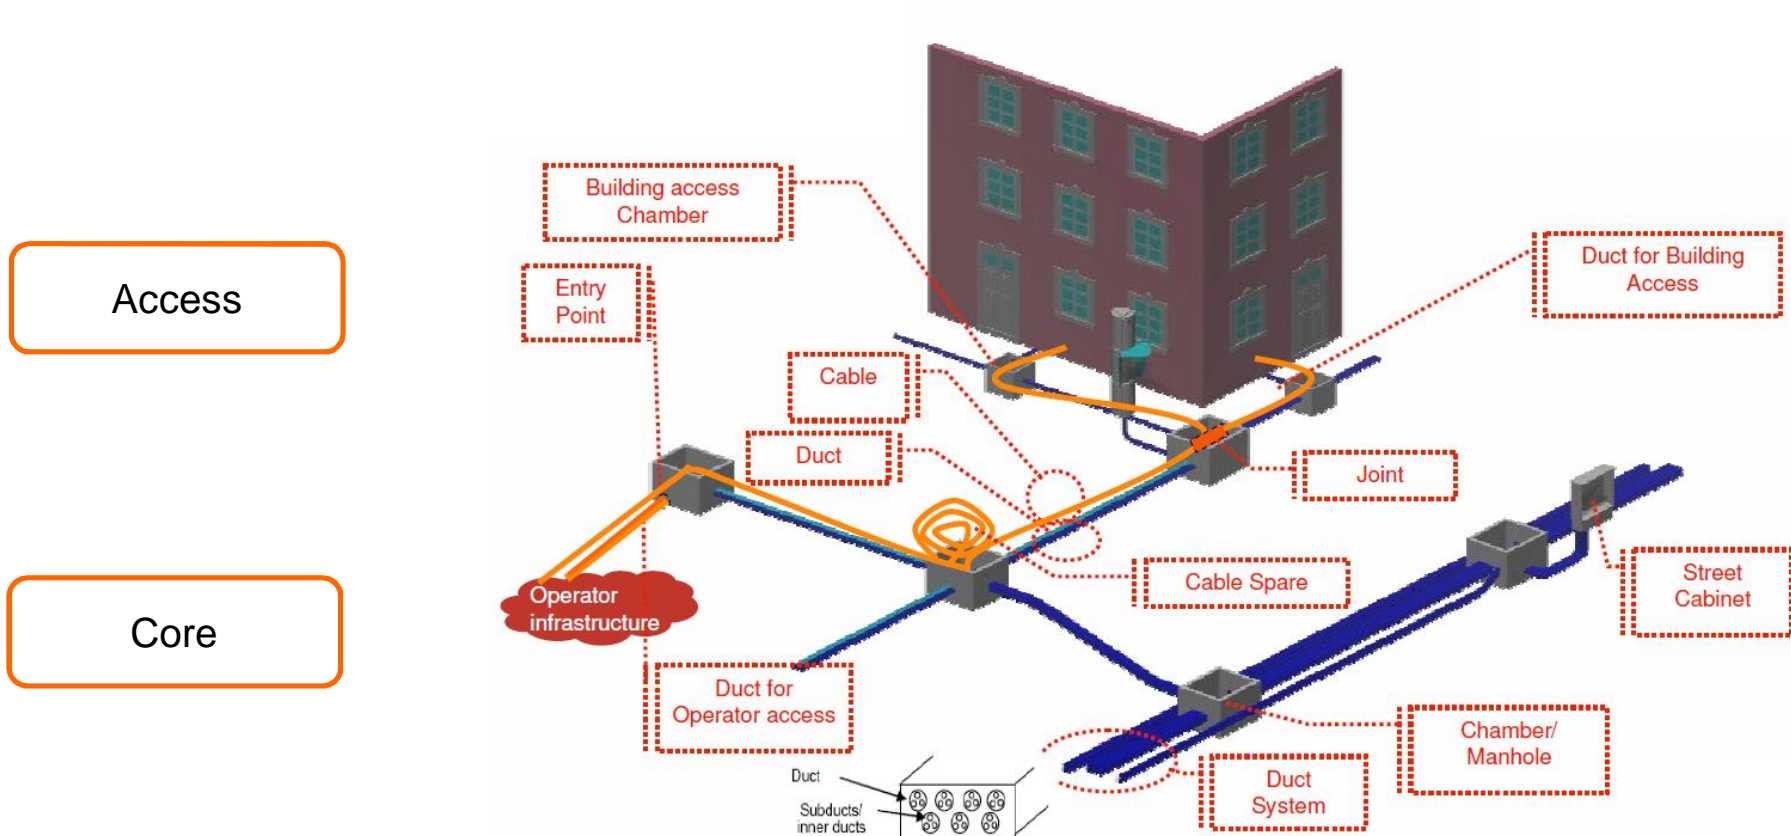 Building access
Chamber
Access
Entry
Point
Duct for Building
Access
Cable
Duct
Joint
Operator
infrastructure
Cable Spare
Street
Cabinet
Core
Duct for
Operator access
Chamber/
Manhole
Duct
Subducts/
inner ducts
Duct
System